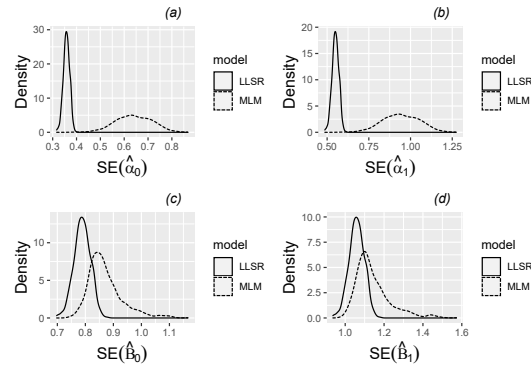 (a)
30
20
10
0
Density
0.3 0.4 0.5 0.6 0.7 0.8
SE(α̂₀)
model
LLSR
MLM
(b)
20
15
10
5
0
Density
0.50 0.75 1.00 1.25
SE(α̂₁)
model
LLSR
MLM
(c)
10
5
0
Density
0.7 0.8 0.9 1.0 1.1
SE(B̂₀)
model
LLSR
MLM
(d)
10.0
7.5
5.0
2.5
0.0
Density
1.0 1.2 1.4 1.6
SE(B̂₁)
model
LLSR
MLM